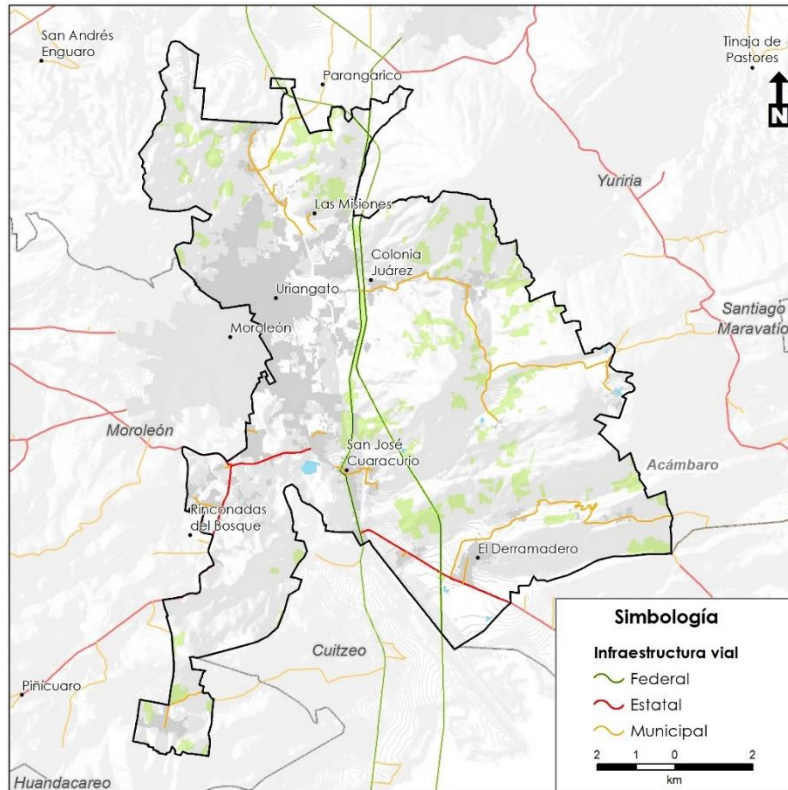 San Andrés
Enguaro
Parangarico
Tinaja de
Pastores
N
Yuriria
Las Misiones
Colonia
Juárez
Uriangato
Moroleón
Santiago
Maravatío
Moroleón
San José
Cuaracurio
Acámbaro
Rinconadas
del Bosque
El Derramadero
Cuitzeo
Piñicuaro
Huandacareo
Simbología
Infraestructura vial
Federal
Estatal
Municipal
2 1 0 2
km